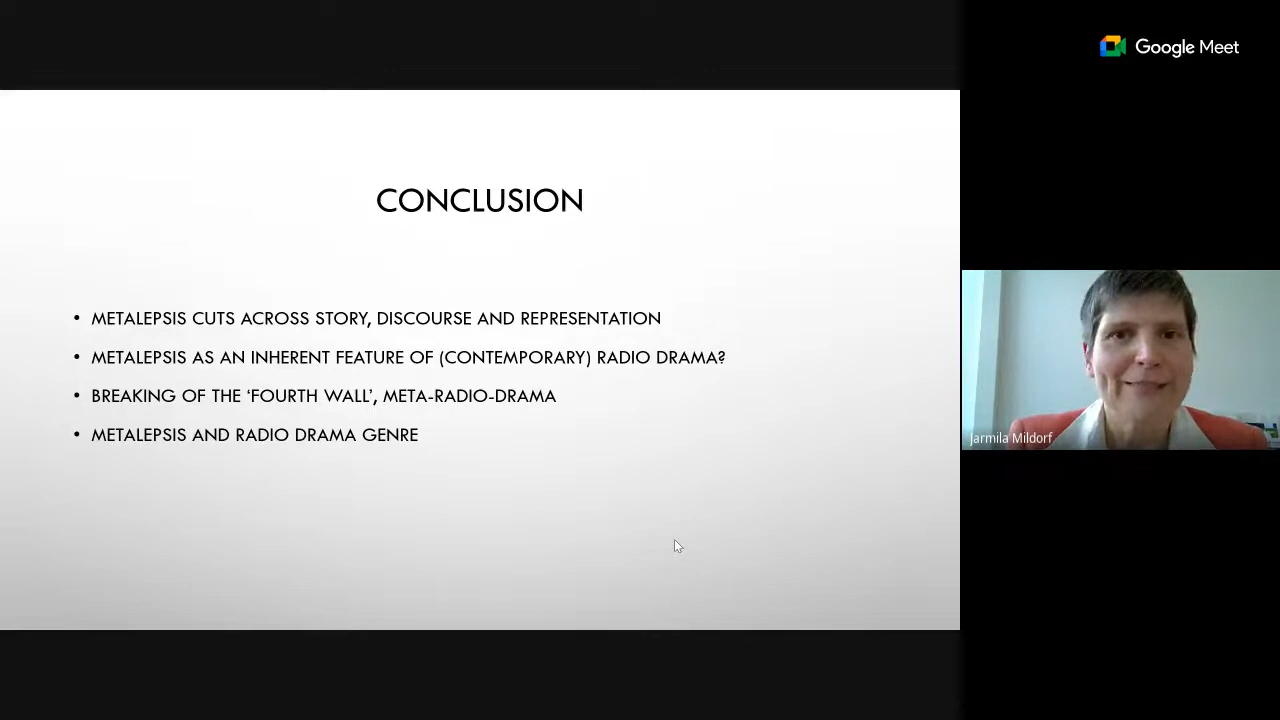 Google Meet
CONCLUSION
• METALEPSIS CUTS ACROSS STORY, DISCOURSE AND REPRESENTATION
• METALEPSIS AS AN INHERENT FEATURE OF (CONTEMPORARY) RADIO DRAMA?
• BREAKING OF THE ‘FOURTH WALL’, META-RADIO-DRAMA
• METALEPSIS AND RADIO DRAMA GENRE
Jarmila Mildorf